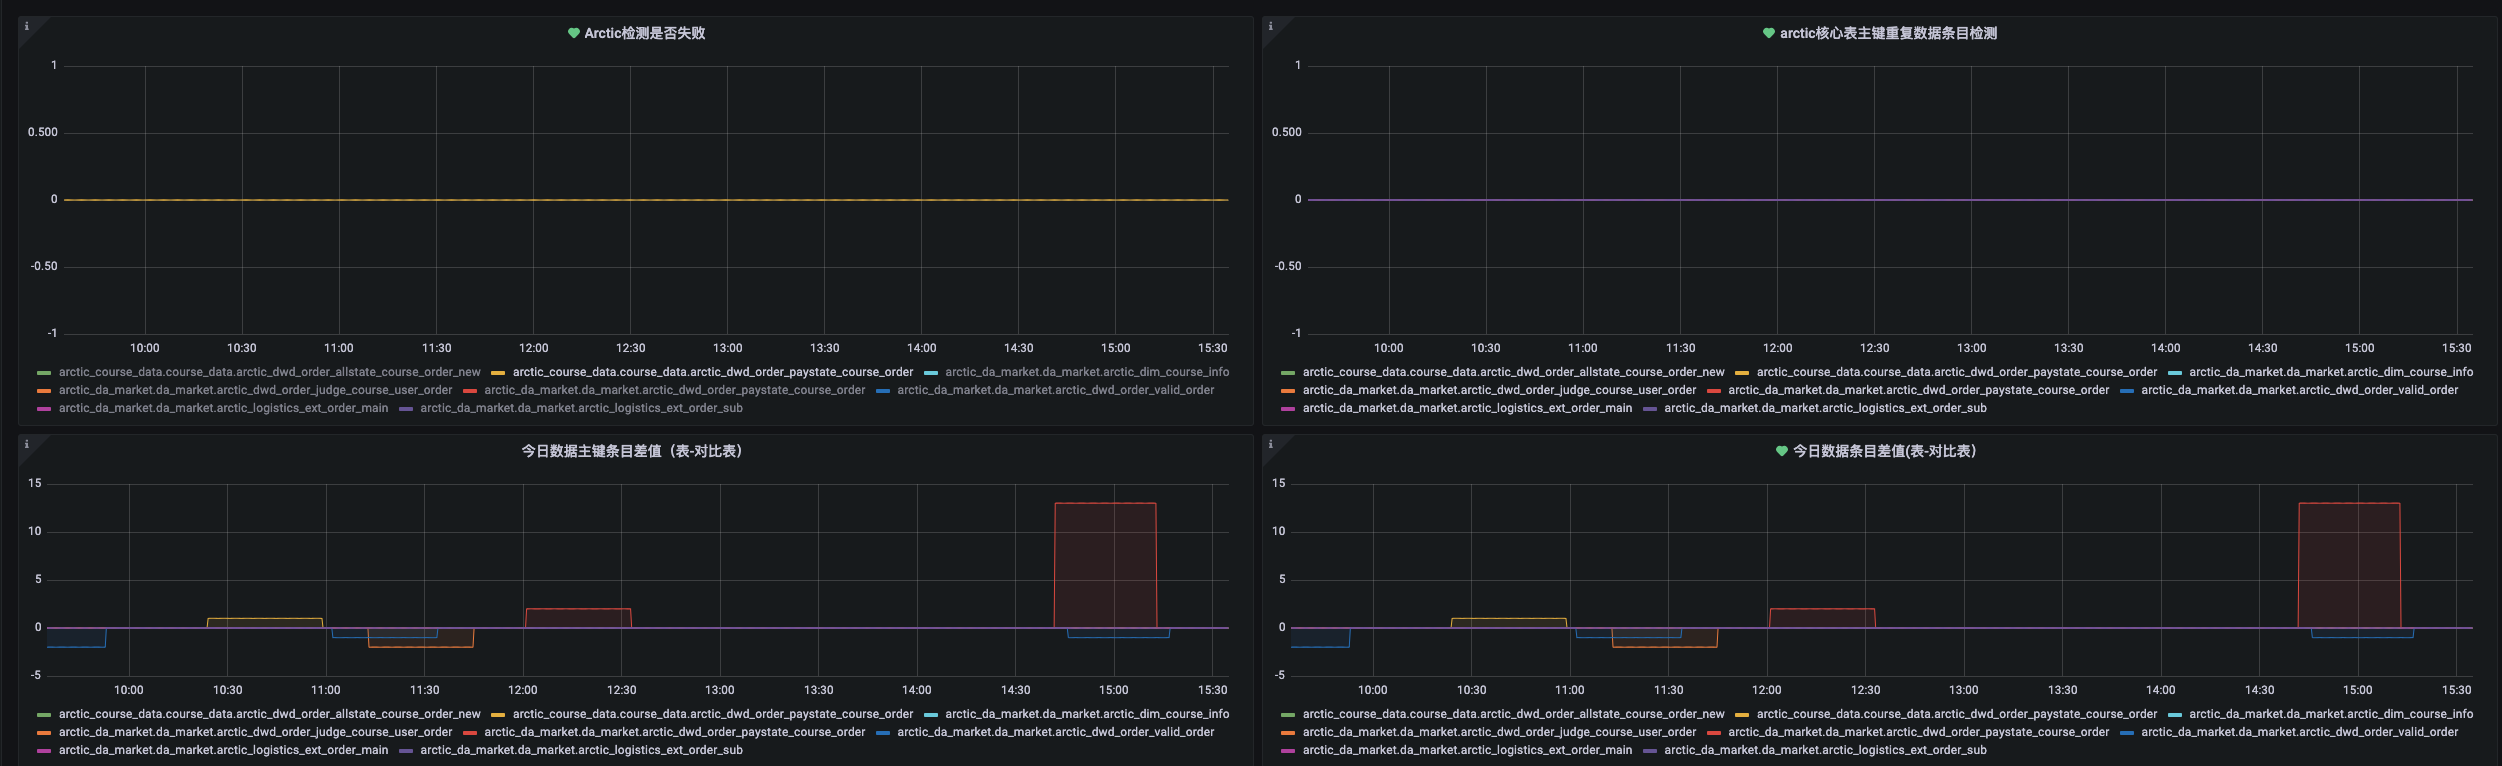 Arctic检测是否失败
1
0.500
0
-0.50
-1
10:00 10:30 11:00 11:30 12:00 12:30 13:00 13:30 14:00 14:30 15:00 15:30
arctic_course_data.course_data.arctic_dwd_order_allstate_course_order_new arctic_course_data.course_data.arctic_dwd_order_paystate_course_order arctic_da_market.da_market.arctic_dim_course_info
arctic_da_market.da_market.arctic_dwd_order_judge_course_user_order arctic_da_market.da_market.arctic_dwd_order_paystate_course_order arctic_da_market.da_market.arctic_dwd_order_valid_order
arctic_da_market.da_market.arctic_logistics_ext_order_main arctic_da_market.da_market.arctic_logistics_ext_order_sub
arctic核心表主键重复数据条目检测
1
0.500
0
-0.50
-1
10:00 10:30 11:00 11:30 12:00 12:30 13:00 13:30 14:00 14:30 15:00 15:30
arctic_course_data.course_data.arctic_dwd_order_allstate_course_order_new arctic_course_data.course_data.arctic_dwd_order_paystate_course_order arctic_da_market.da_market.arctic_dim_course_info
arctic_da_market.da_market.arctic_dwd_order_judge_course_user_order arctic_da_market.da_market.arctic_dwd_order_paystate_course_order arctic_da_market.da_market.arctic_dwd_order_valid_order
arctic_da_market.da_market.arctic_logistics_ext_order_main arctic_da_market.da_market.arctic_logistics_ext_order_sub
今日数据主键条目差值（表-对比表）
15
10
5
0
-5
10:00 10:30 11:00 11:30 12:00 12:30 13:00 13:30 14:00 14:30 15:00 15:30
arctic_course_data.course_data.arctic_dwd_order_allstate_course_order_new arctic_course_data.course_data.arctic_dwd_order_paystate_course_order arctic_da_market.da_market.arctic_dim_course_info
arctic_da_market.da_market.arctic_dwd_order_judge_course_user_order arctic_da_market.da_market.arctic_dwd_order_paystate_course_order arctic_da_market.da_market.arctic_dwd_order_valid_order
arctic_da_market.da_market.arctic_logistics_ext_order_main arctic_da_market.da_market.arctic_logistics_ext_order_sub
今日数据条目差值(表-对比表）
15
10
5
0
-5
10:00 10:30 11:00 11:30 12:00 12:30 13:00 13:30 14:00 14:30 15:00 15:30
arctic_course_data.course_data.arctic_dwd_order_allstate_course_order_new arctic_course_data.course_data.arctic_dwd_order_paystate_course_order arctic_da_market.da_market.arctic_dim_course_info
arctic_da_market.da_market.arctic_dwd_order_judge_course_user_order arctic_da_market.da_market.arctic_dwd_order_paystate_course_order arctic_da_market.da_market.arctic_dwd_order_valid_order
arctic_da_market.da_market.arctic_logistics_ext_order_main arctic_da_market.da_market.arctic_logistics_ext_order_sub